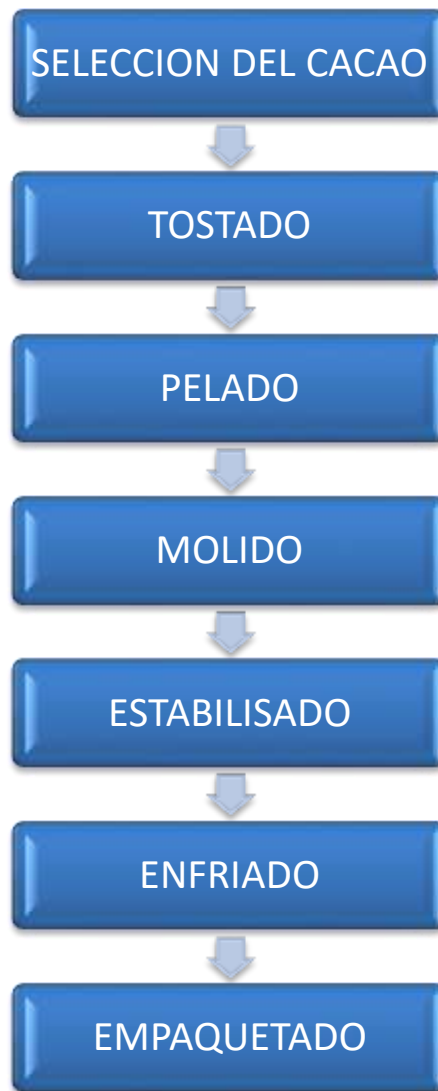 SELECCION DEL CACAO
TOSTADO
PELADO
MOLIDO
ESTABILISADO
ENFRIADO
EMPAQUETADO